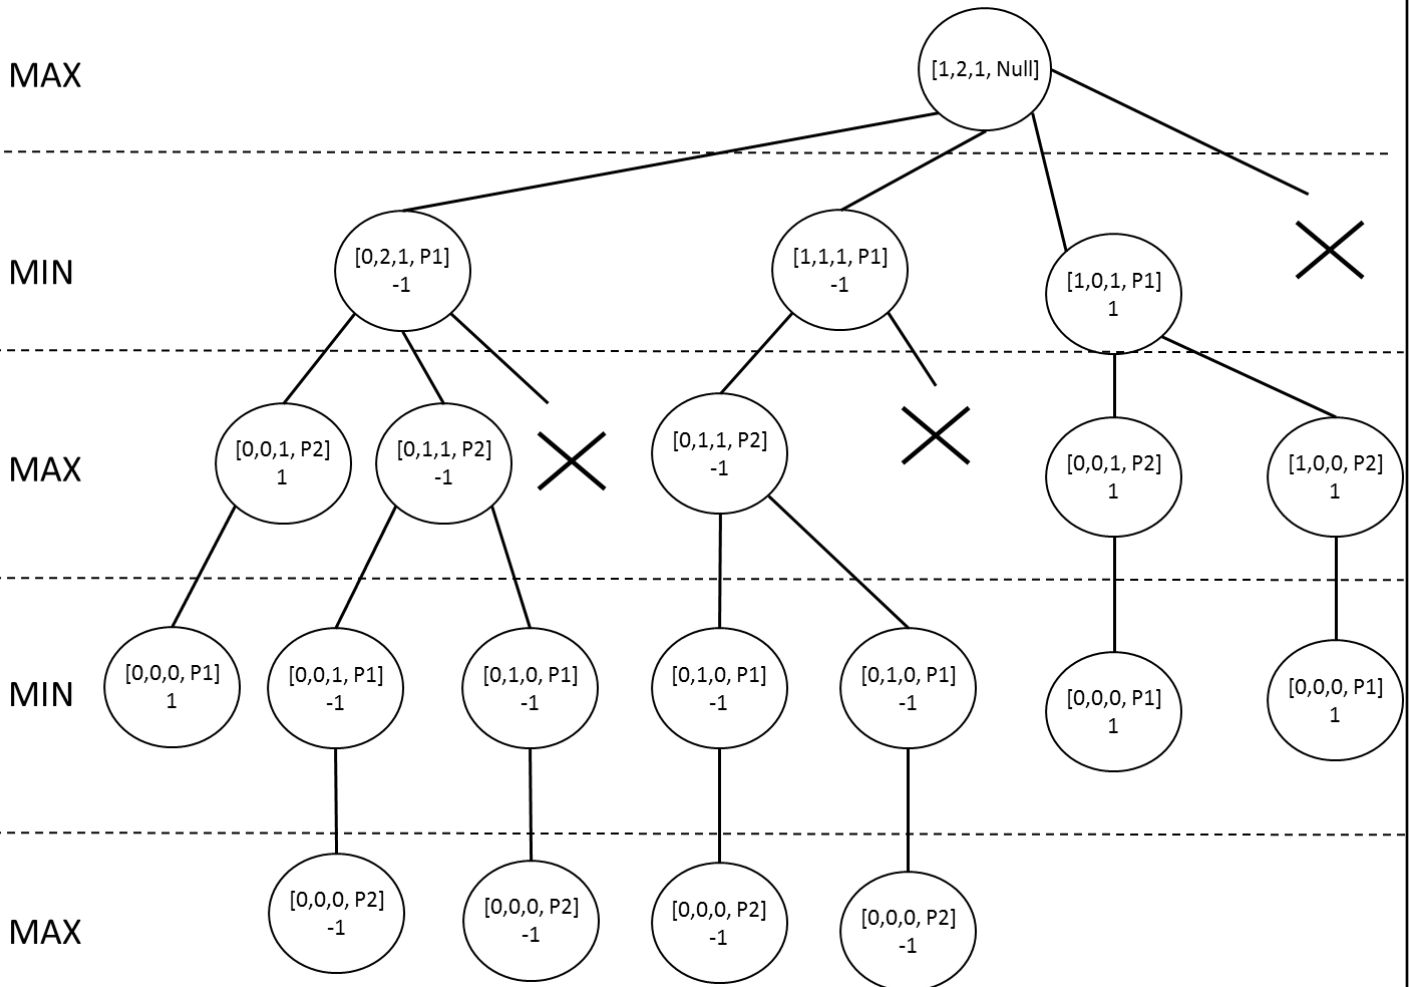 MAX
[1,2,1, Null]
MIN
[0,2,1, P1]
-1
[1,1,1, P1]
-1
[1,0,1, P1]
1
MAX
[0,0,1, P2]
1
[0,1,1, P2]
-1
[0,1,1, P2]
-1
[0,0,1, P2]
1
[1,0,0, P2]
1
MIN
[0,0,0, P1]
1
[0,0,1, P1]
-1
[0,1,0, P1]
-1
[0,1,0, P1]
-1
[0,1,0, P1]
-1
[0,0,0, P1]
1
[0,0,0, P1]
1
MAX
[0,0,0, P2]
-1
[0,0,0, P2]
-1
[0,0,0, P2]
-1
[0,0,0, P2]
-1